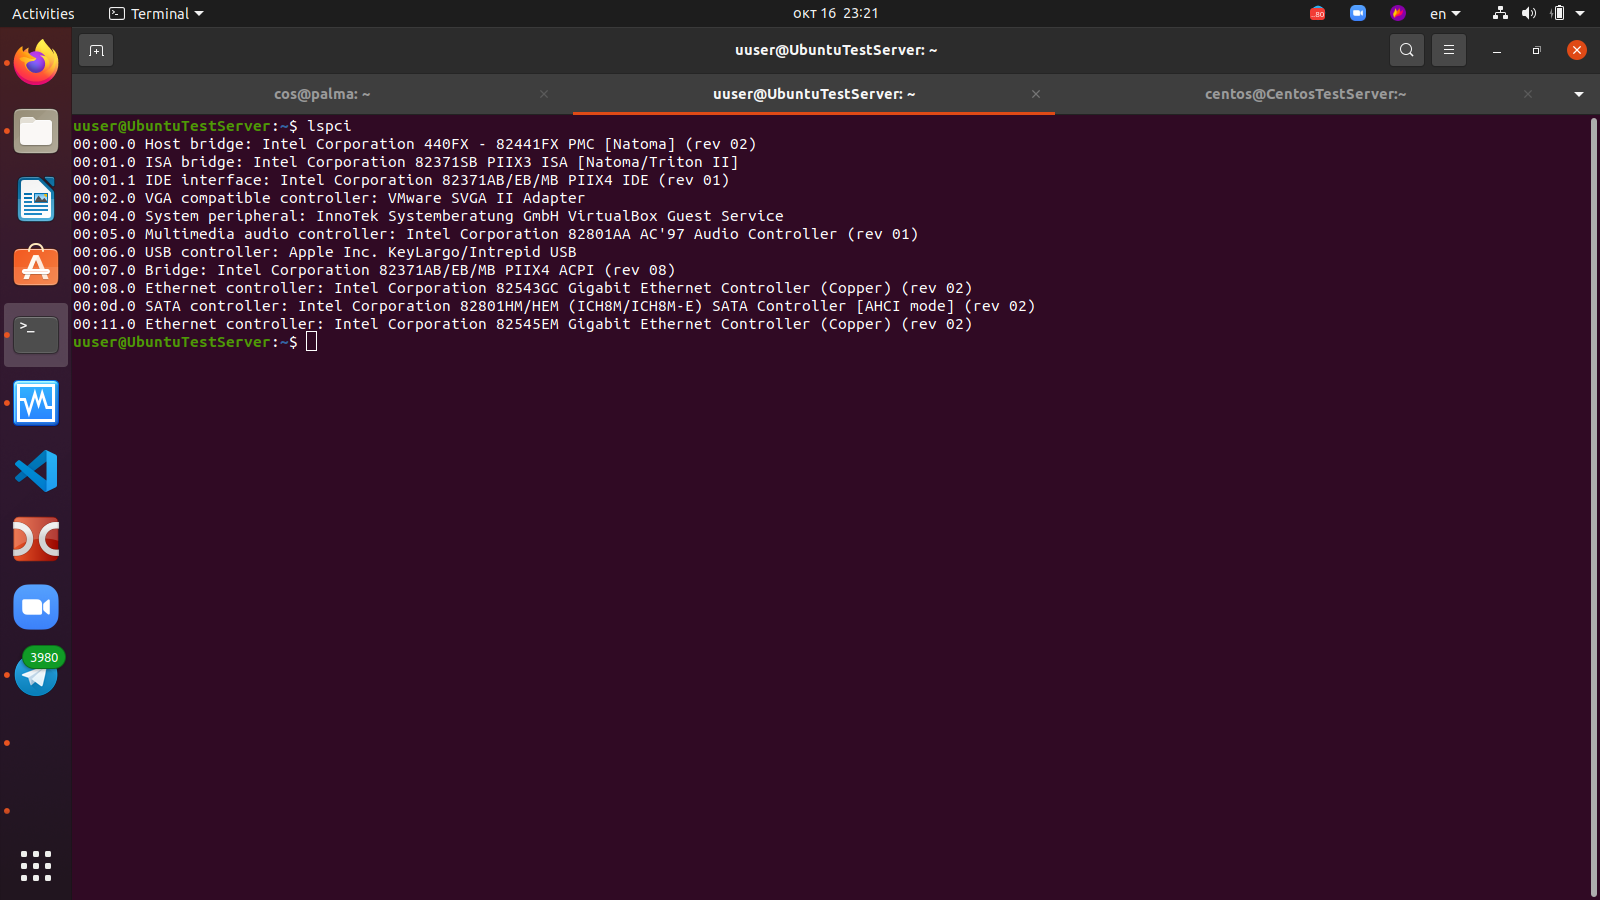 Activities
Terminal
окт 16 23:21
80
en
uuser@UbuntuTestServer: ~
cos@palma: ~
uuser@UbuntuTestServer: ~
centos@CentosTestServer:~
uuser@UbuntuTestServer:~$ lspci
00:00.0 Host bridge: Intel Corporation 440FX - 82441FX PMC [Natoma] (rev 02)
00:01.0 ISA bridge: Intel Corporation 82371SB PIIX3 ISA [Natoma/Triton II]
00:01.1 IDE interface: Intel Corporation 82371AB/EB/MB PIIX4 IDE (rev 01)
00:02.0 VGA compatible controller: VMware SVGA II Adapter
00:04.0 System peripheral: InnoTek Systemberatung GmbH VirtualBox Guest Service
00:05.0 Multimedia audio controller: Intel Corporation 82801AA AC'97 Audio Controller (rev 01)
00:06.0 USB controller: Apple Inc. KeyLargo/Intrepid USB
00:07.0 Bridge: Intel Corporation 82371AB/EB/MB PIIX4 ACPI (rev 08)
00:08.0 Ethernet controller: Intel Corporation 82543GC Gigabit Ethernet Controller (Copper) (rev 02)
00:0d.0 SATA controller: Intel Corporation 82801HM/HEM (ICH8M/ICH8M-E) SATA Controller [AHCI mode] (rev 02)
00:11.0 Ethernet controller: Intel Corporation 82545EM Gigabit Ethernet Controller (Copper) (rev 02)
uuser@UbuntuTestServer:~$
>_
3980